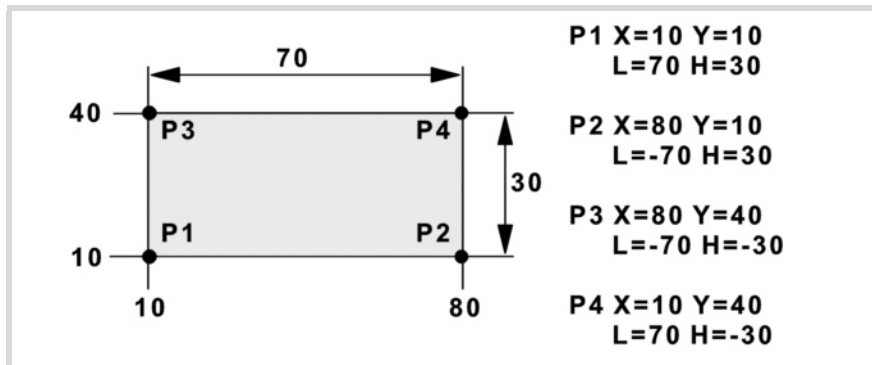 70
40
P3
P4
30
P1
P2
10
10
80
P1 X=10 Y=10
L=70 H=30
P2 X=80 Y=10
L=-70 H=30
P3 X=80 Y=40
L=-70 H=-30
P4 X=10 Y=40
L=70 H=-30